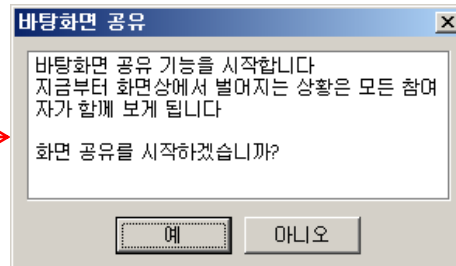 바탕화면 공유
바탕화면 공유 기능을 시작합니다
지금부터 화면상에서 벌어지는 상황은 모든 참여
자가 함께 보게 됩니다
화면 공유를 시작하겠습니까?
예
아니오